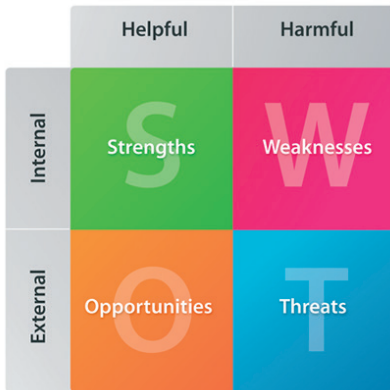 Helpful Harmful
Internal
S
Strengths
W
Weaknesses
External
O
Opportunities
T
Threats